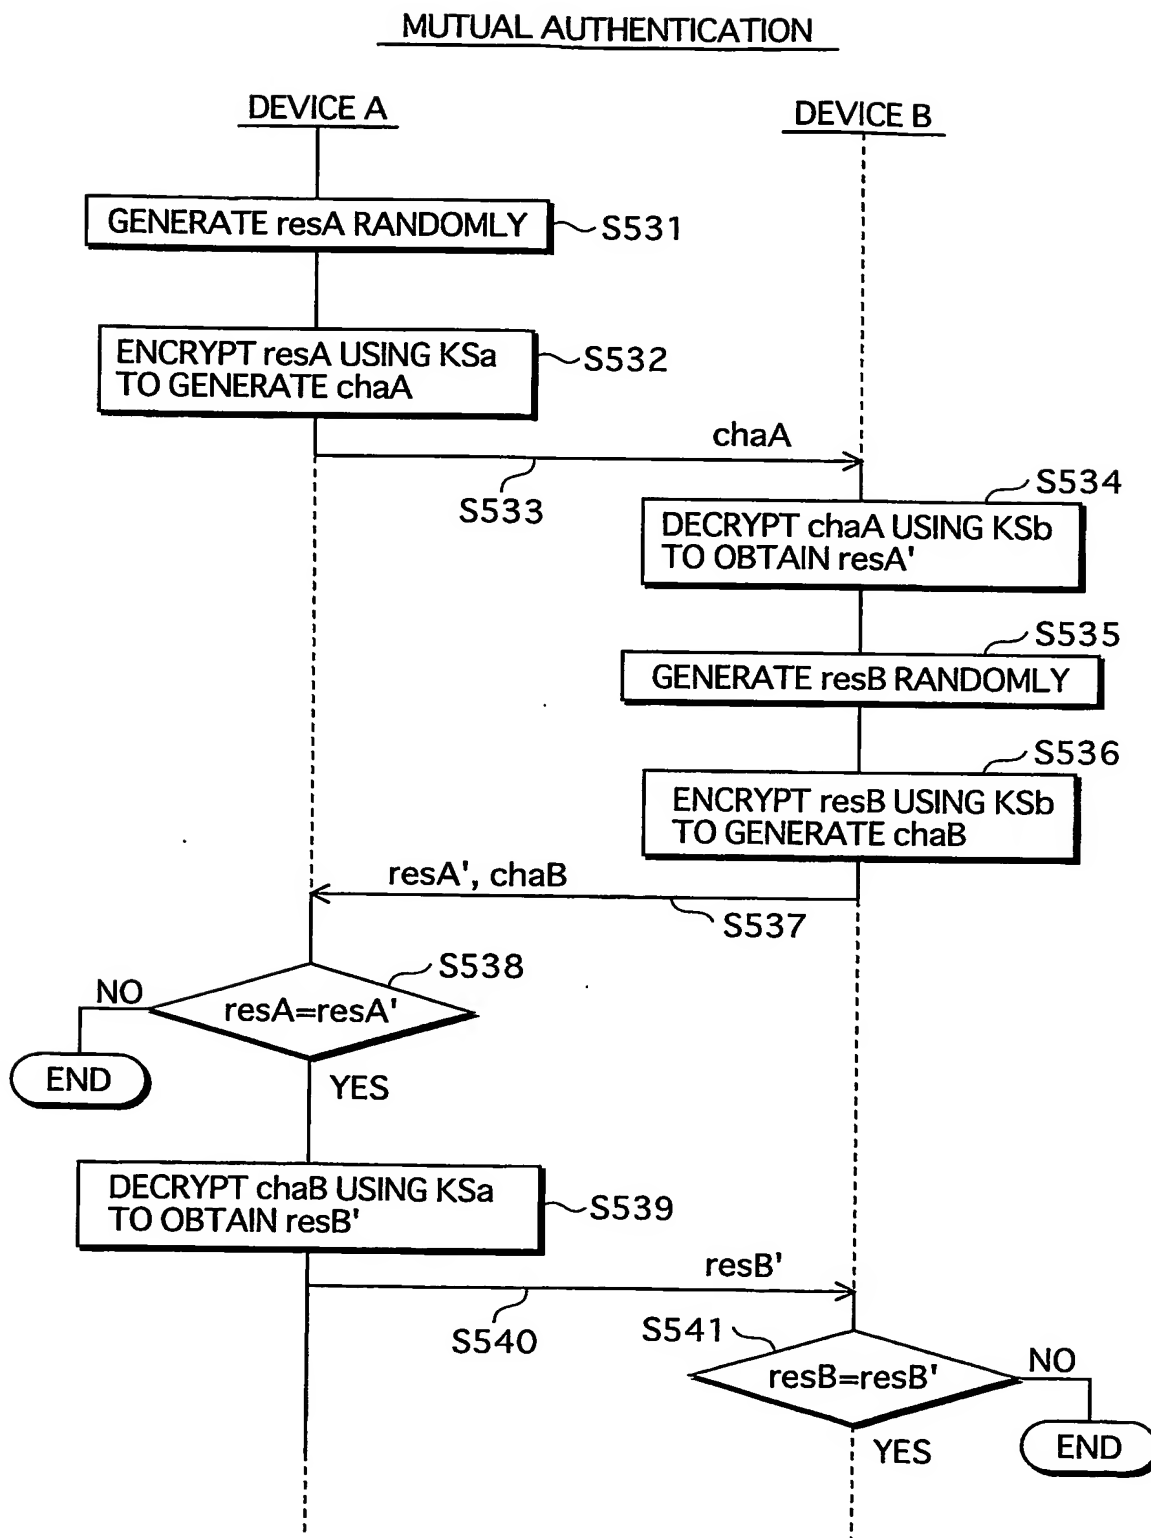 MUTUAL AUTHENTICATION
DEVICE A
DEVICE B
GENERATE resA RANDOMLY
S531
ENCRYPT resA USING KSa
TO GENERATE chaA
S532
chaA
S533
S534
DECRYPT chaA USING KSb
TO OBTAIN resA'
S535
GENERATE resB RANDOMLY
S536
ENCRYPT resB USING KSb
TO GENERATE chaB
resA', chaB
S537
S538
NO
resA=resA'
END
YES
DECRYPT chaB USING KSa
TO OBTAIN resB'
S539
resB'
S540
S541
resB=resB'
NO
YES
END